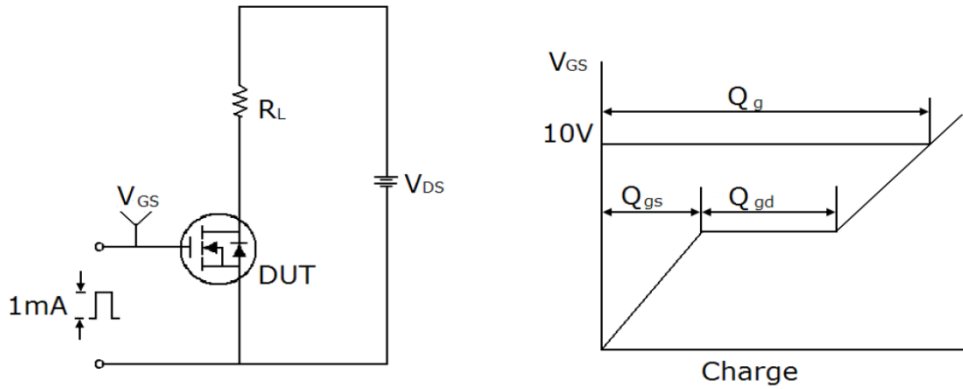 RL
VDS
VGS
DUT
1mA
VGS
Qg
10V
Qgs
Qgd
Charge